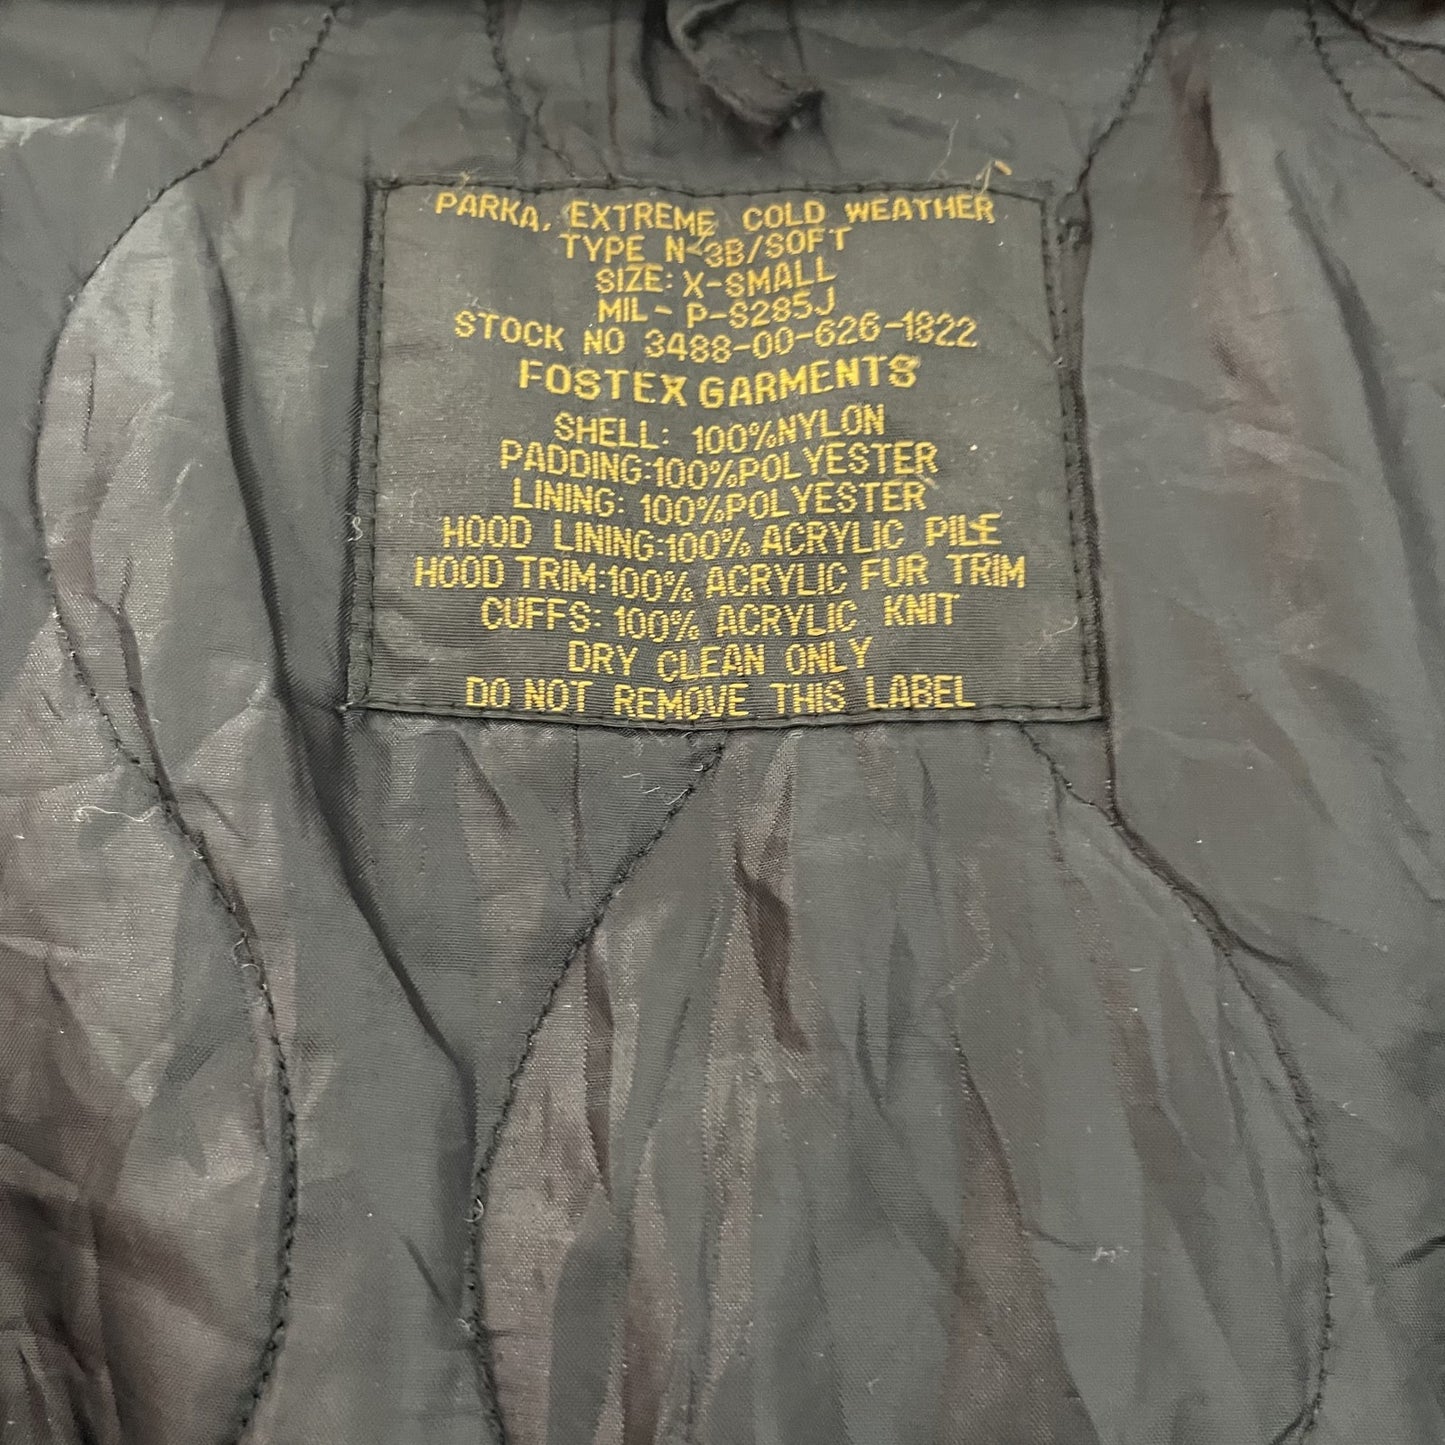 PARKA, EXTREME COLD WEATHER
TYPE N-3B/SOFT
SIZE: X-SMALL
MIL - P-S285J
STOCK NO 3488-00-626-1822
FOSTEX GARMENTS
SHELL: 100%NYLON
PADDING:100%POLYESTER
LINING: 100%POLYESTER
HOOD LINING:100% ACRYLIC PILE
HOOD TRIM:100% ACRYLIC FUR TRIM
CUFFS: 100% ACRYLIC KNIT
DRY CLEAN ONLY
DO NOT REMOVE THIS LABEL